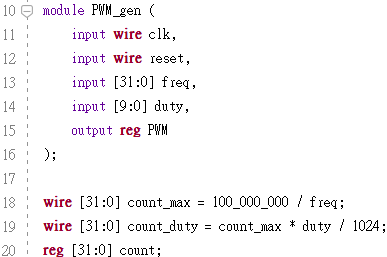 10 module PWM_gen (
11 input wire clk,
12 input wire reset,
13 input [31:0] freq,
14 input [9:0] duty,
15 output reg PWM
16 );
17
18 wire [31:0] count_max = 100_000_000 / freq;
19 wire [31:0] count_duty = count_max * duty / 1024;
20 reg [31:0] count;